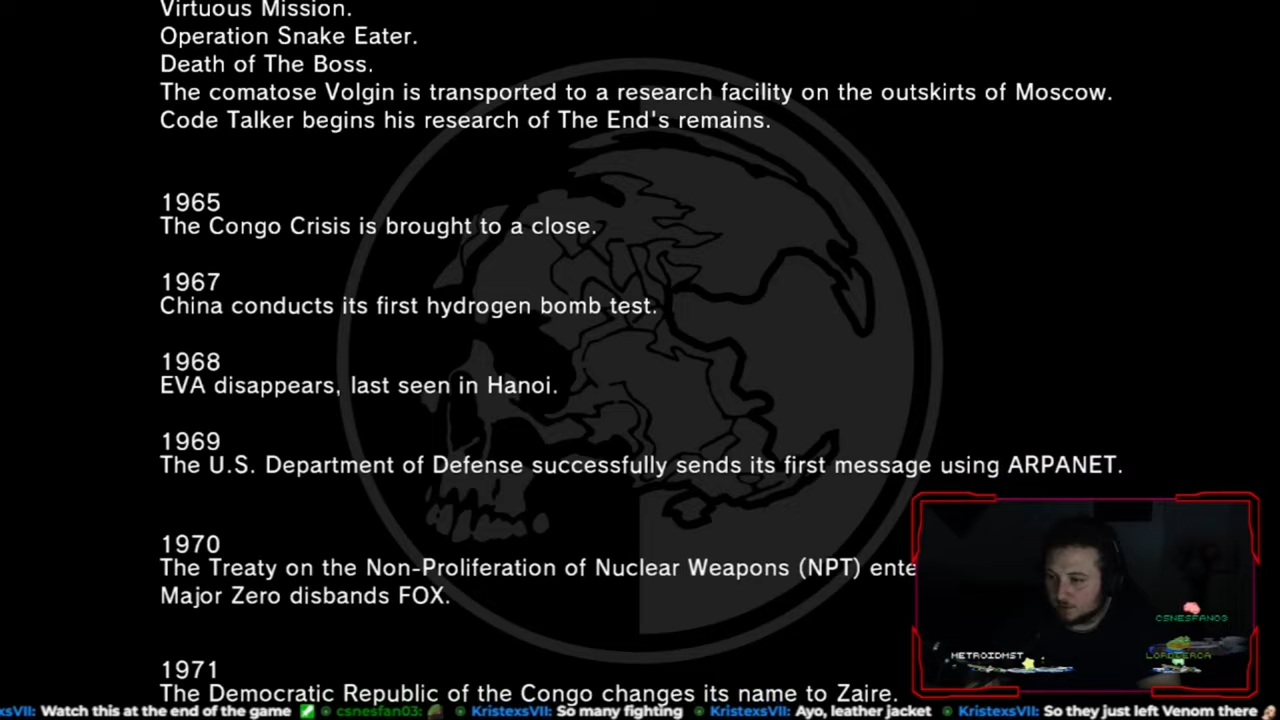 Virtuous Mission.
Operation Snake Eater.
Death of The Boss.
The comatose Volgin is transported to a research facility on the outskirts of Moscow.
Code Talker begins his research of The End's remains.
1965
The Congo Crisis is brought to a close.
1967
China conducts its first hydrogen bomb test.
1968
EVA disappears, last seen in Hanoi.
1969
The U.S. Department of Defense successfully sends its first message using ARPANET.
1970
The Treaty on the Non-Proliferation of Nuclear Weapons (NPT) ente
Major Zero disbands FOX.
CSNESFAN03
METROIDMST
1971
The Democratic Republic of the Congo changes its name to Zaire.
xsVII: Watch this at the end of the game csnesfan03: KristexsVII: So many fighting KristexsVII: Ayo, leather jacket KristexsVII: So they just left Venom there